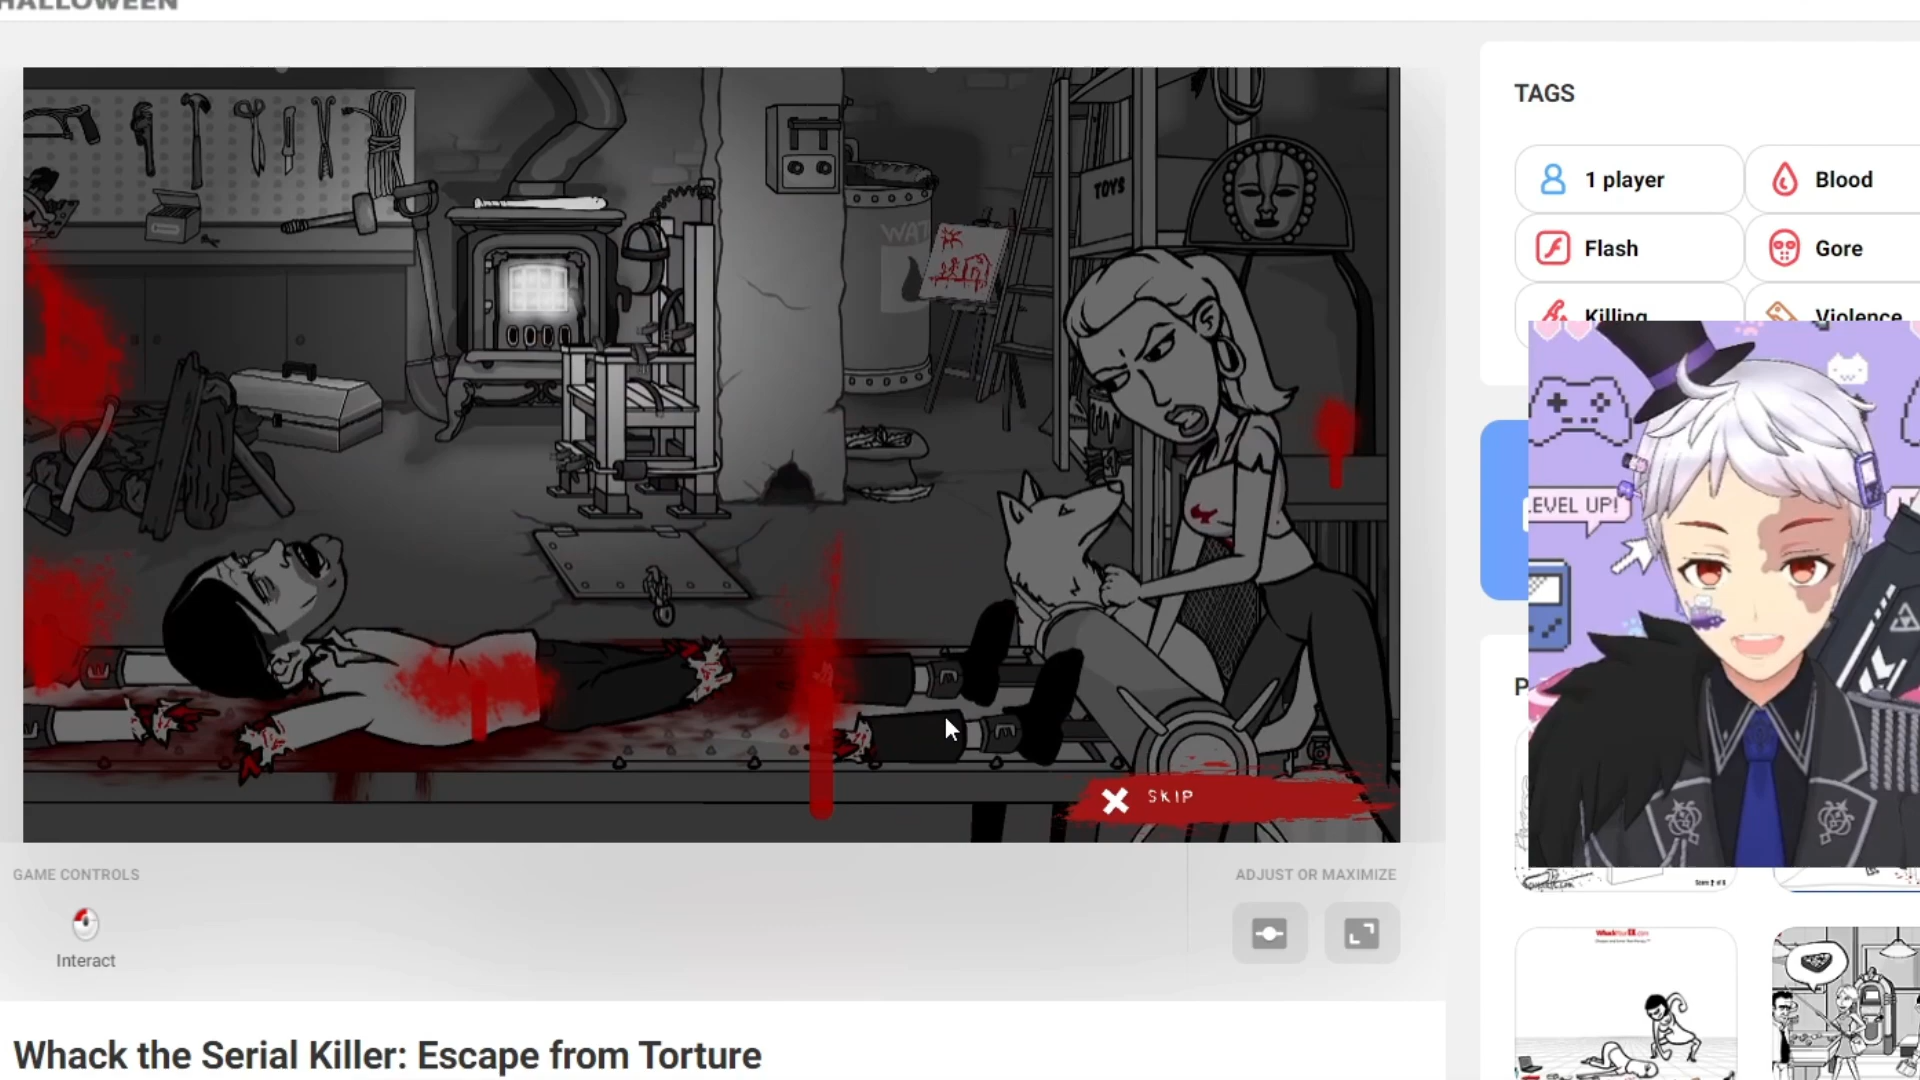 HALLOWEEN
TAGS
1 player
Blood
Flash
Gore
Killing
Violence
TOYS
WAT
SKIP
LEVEL UP!
GAME CONTROLS
ADJUST OR MAXIMIZE
Interact
Whack the Serial Killer: Escape from Torture